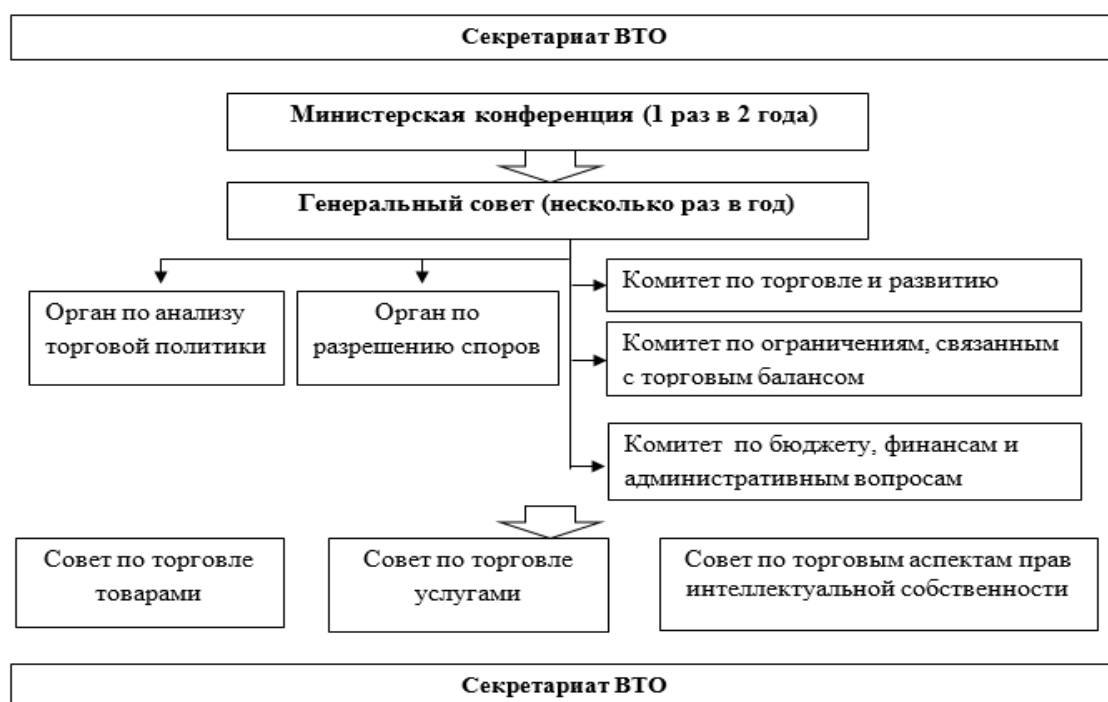 Секретариат ВТО
Министерская конференция (1 раз в 2 года)
Генеральный совет (несколько раз в год)
Орган по анализу
торговой политики
Орган по
разрешению споров
Комитет по торговле и развитию
Комитет по ограничениям, связанным
с торговым балансом
Комитет по бюджету, финансам и
административным вопросам
Совет по торговле
товарами
Совет по торговле
услугами
Совет по торговым аспектам прав
интеллектуальной собственности
Секретариат ВТО